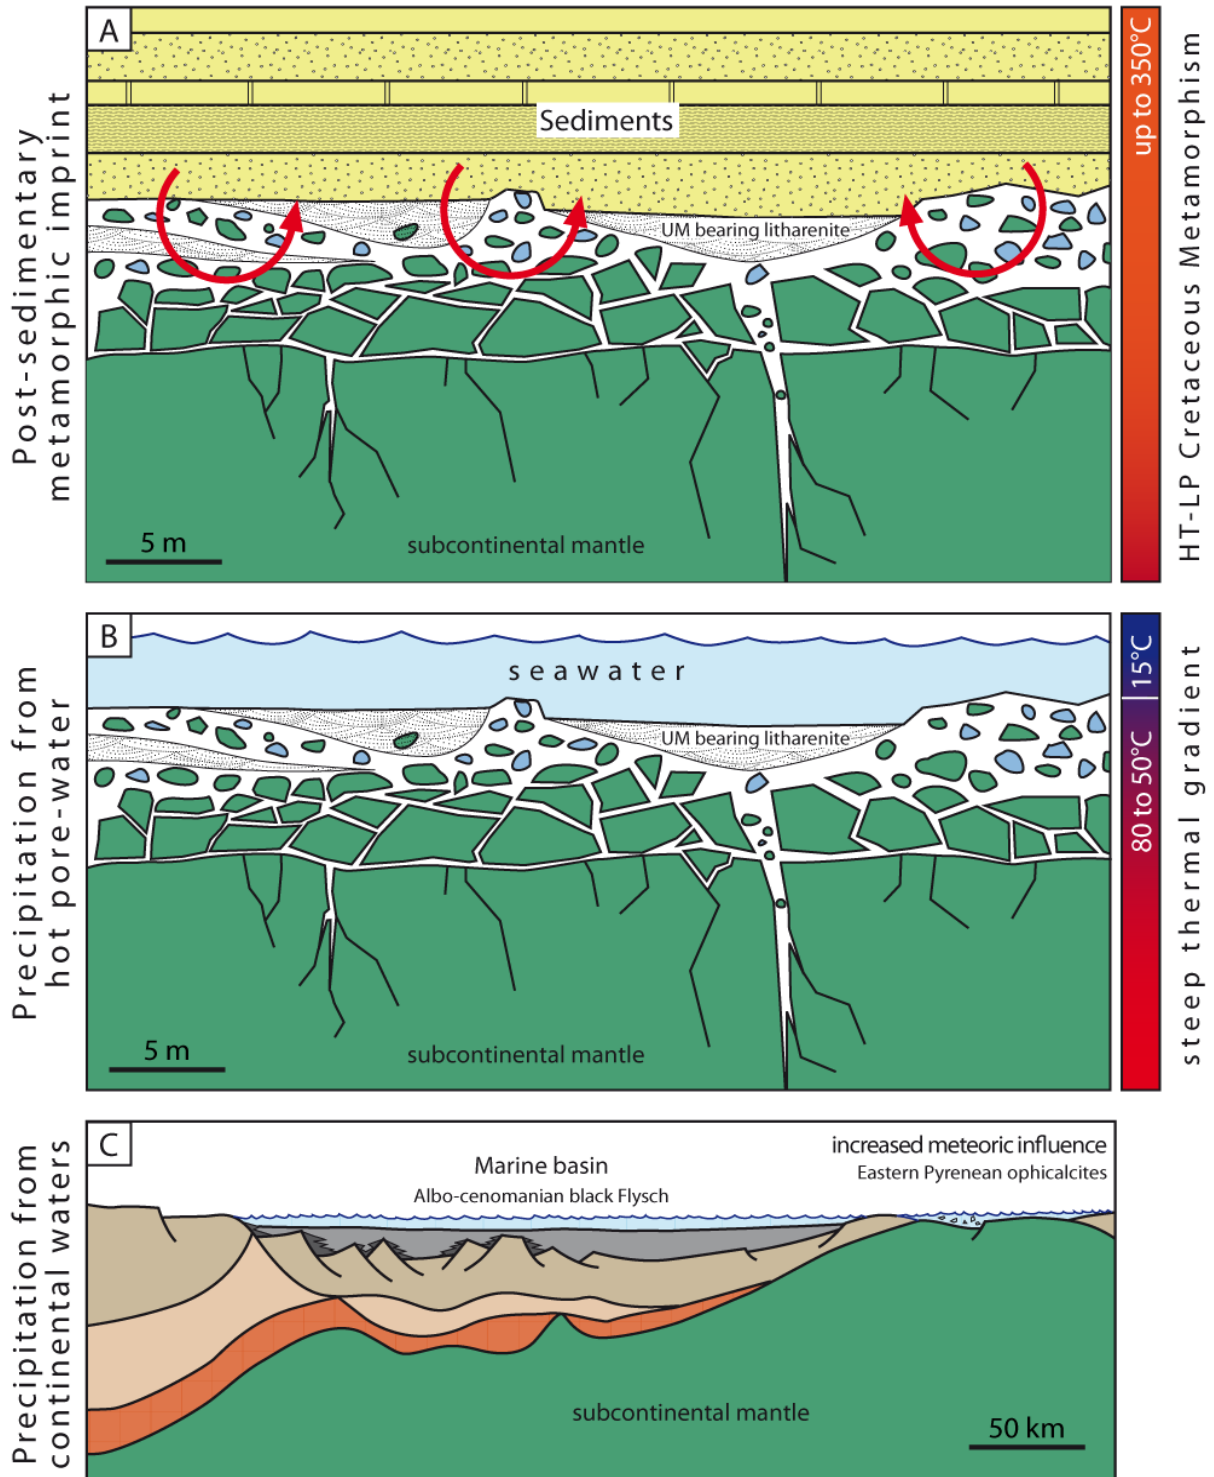 A
Post-sedimentary
metamorphic imprint
Sediments
UM bearing litharenite
subcontinental mantle
5 m
up to 350°C
HT-LP Cretaceous Metamorphism
B
Precipitation from
hot pore-water
seawater
UM bearing litharenite
subcontinental mantle
5 m
15°C
80 to 50°C
steep thermal gradient
C
Precipitation from
continental waters
Marine basin
Albo-cenomanian black Flysch
increased meteoric influence
Eastern Pyrenean ophicalcites
subcontinental mantle
50 km